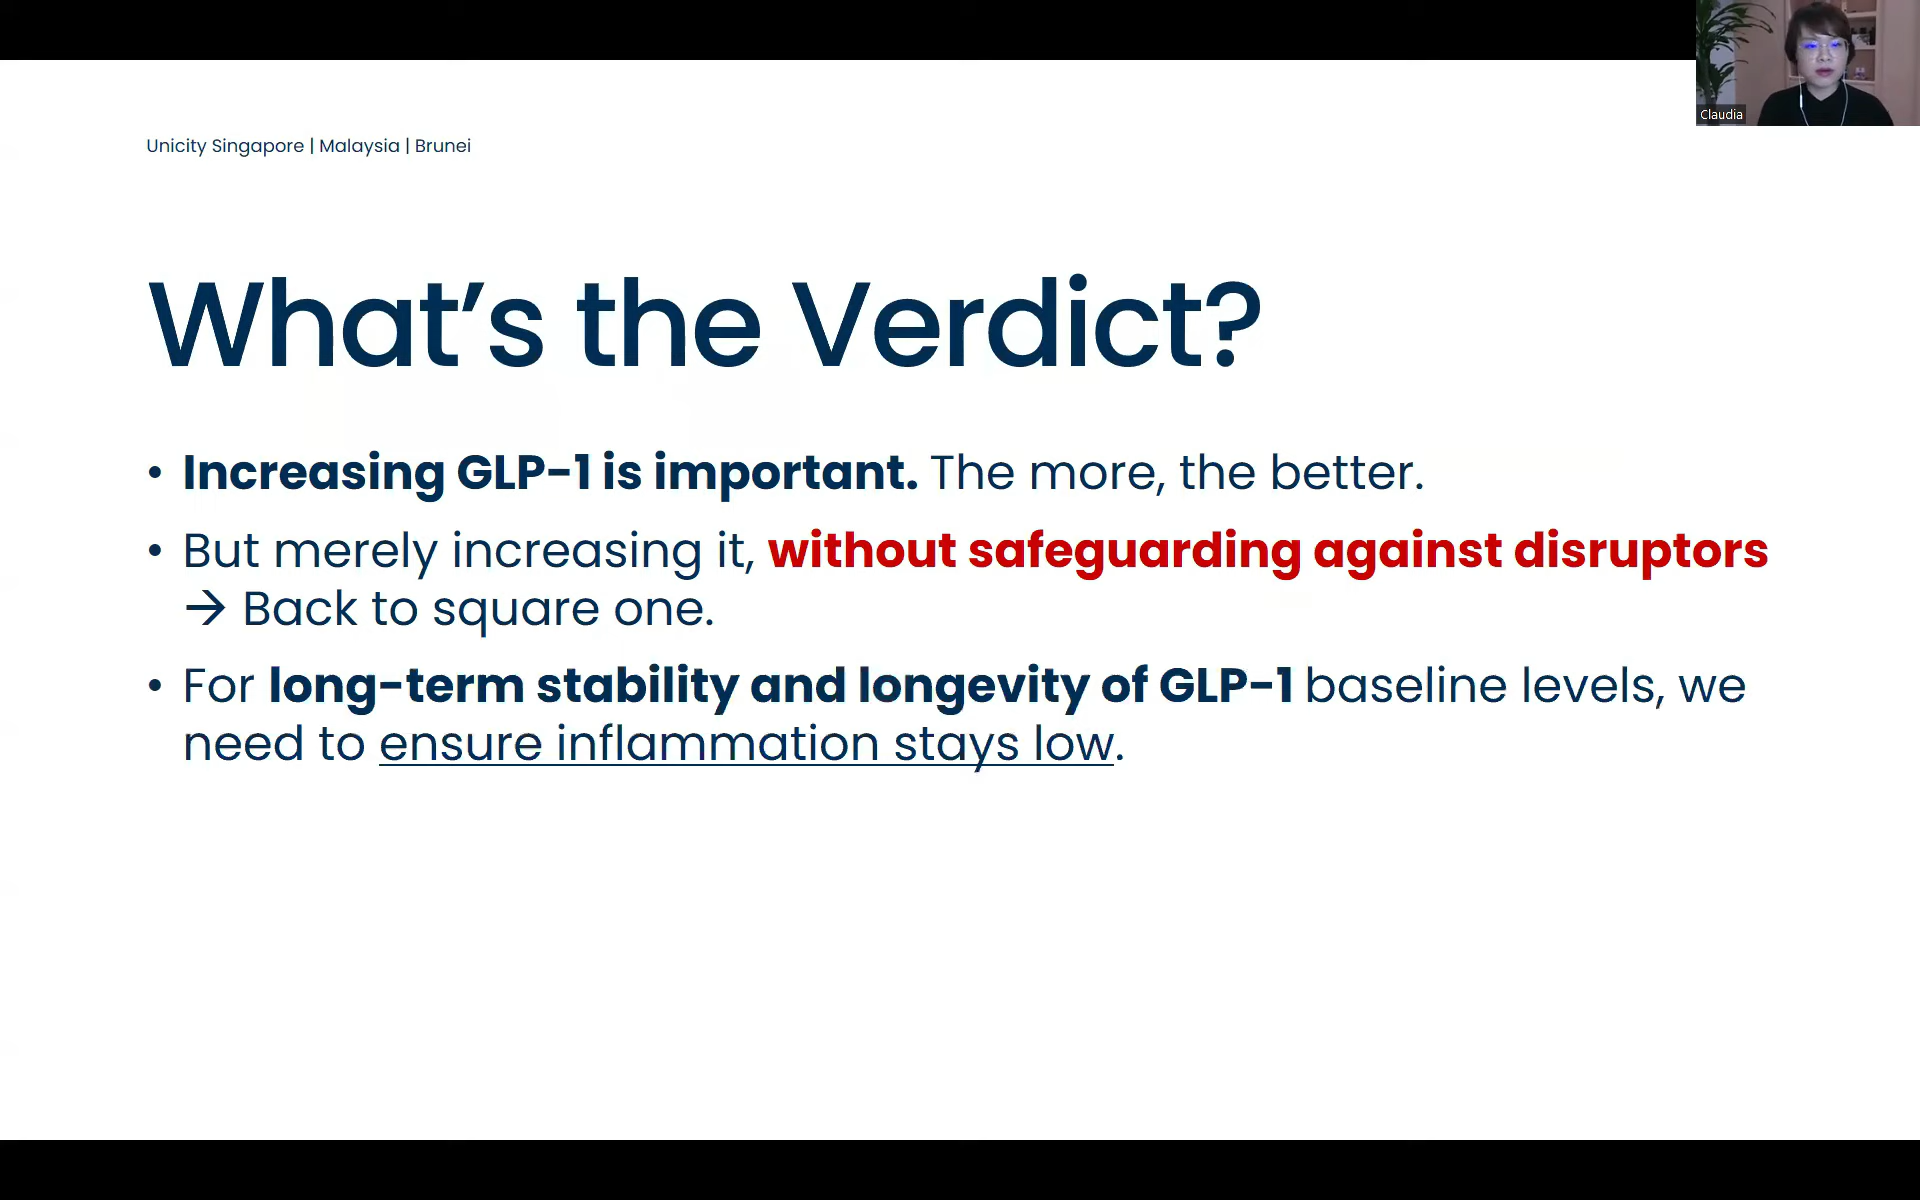 Claudia
Unicity Singapore | Malaysia | Brunei
What’s the Verdict?
• Increasing GLP-1 is important. The more, the better.
• But merely increasing it, without safeguarding against disruptors
→ Back to square one.
• For long-term stability and longevity of GLP-1 baseline levels, we
need to ensure inflammation stays low.